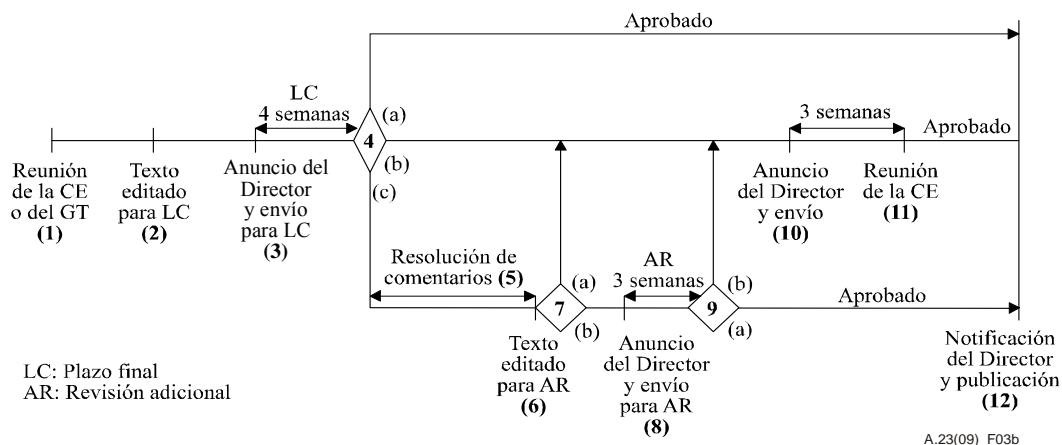 Aprobado
LC
4 semanas
(a)
4
(b)
(c)
3 semanas
Aprobado
Reunión
de la CE
o del GT
(1)
Texto
editado
para LC
(2)
Anuncio del
Director
y envío
para LC
(3)
Anuncio
del Director
y envío
(10)
Reunión
de la CE
(11)
Resolución de
comentarios (5)
(a)
7
(b)
AR
3 semanas
(b)
9
(a)
Aprobado
Texto
editado
para AR
(6)
Anuncio
del Director
y envío
para AR
(8)
Notificación
del Director
y publicación
(12)
LC: Plazo final
AR: Revisión adicional
A.23(09)_F03b